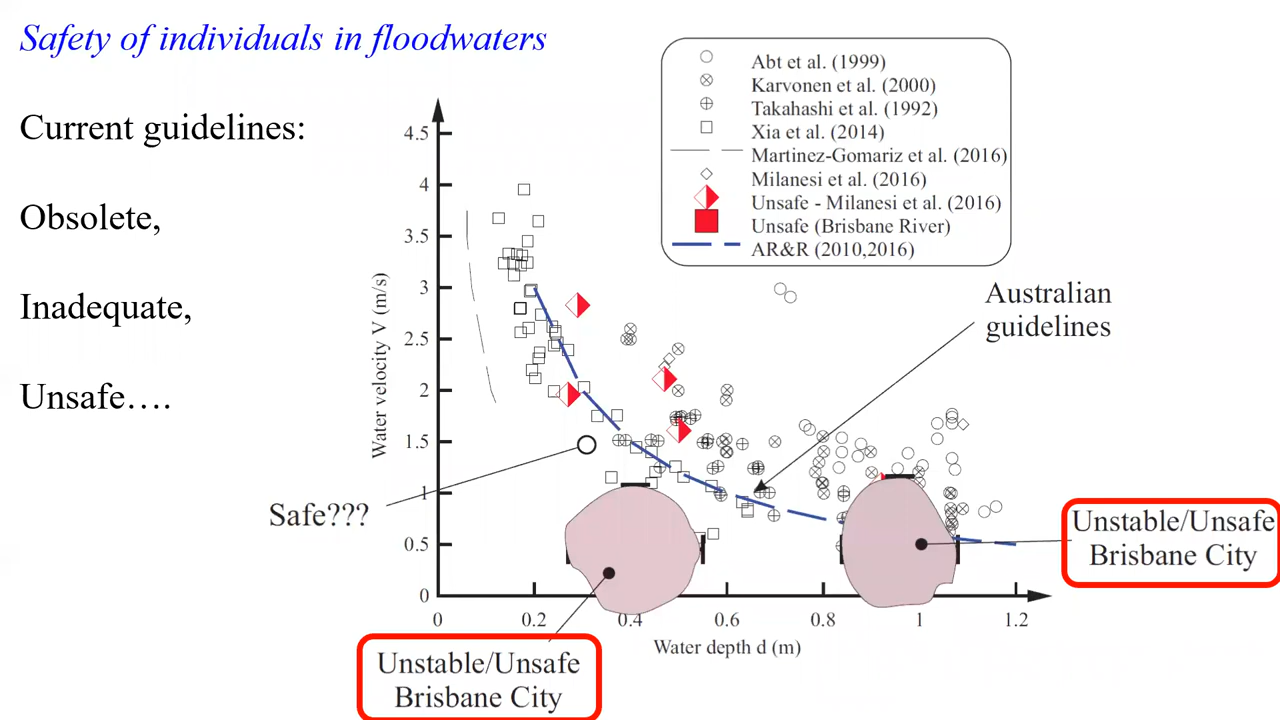 Safety of individuals in floodwaters
Current guidelines:
Obsolete,
Inadequate,
Unsafe….
Abt et al. (1999)
Karvonen et al. (2000)
Takahashi et al. (1992)
Xia et al. (2014)
Martinez-Gomariz et al. (2016)
Milanesi et al. (2016)
Unsafe - Milanesi et al. (2016)
Unsafe (Brisbane River)
AR&R (2010,2016)
Australian
guidelines
Water velocity V (m/s)
4.5
4
3.5
3
2.5
2
1.5
1
0.5
0
Safe???
Unstable/Unsafe
Brisbane City
0
0.2
0.4
0.6
0.8
1
1.2
Water depth d (m)
Unstable/Unsafe
Brisbane City